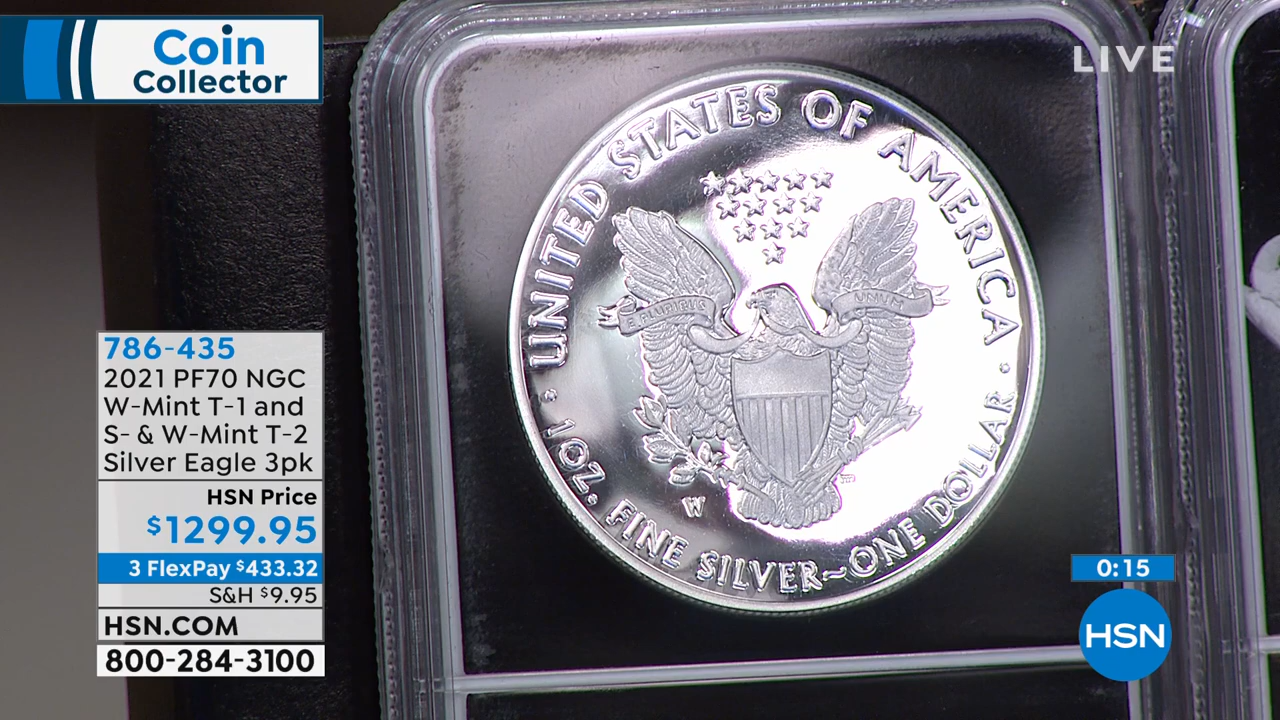 Coin
Collector
LIVE
UNITED STATES OF AMERICA
E PLURIBUS
UNUM
W
1 OZ. FINE SILVER~ONE DOLLAR
786-435
2021 PF70 NGC
W-Mint T-1 and
S- & W-Mint T-2
Silver Eagle 3pk
HSN Price
$1299.95
3 FlexPay $433.32
S&H $9.95
HSN.COM
800-284-3100
0:15
HSN